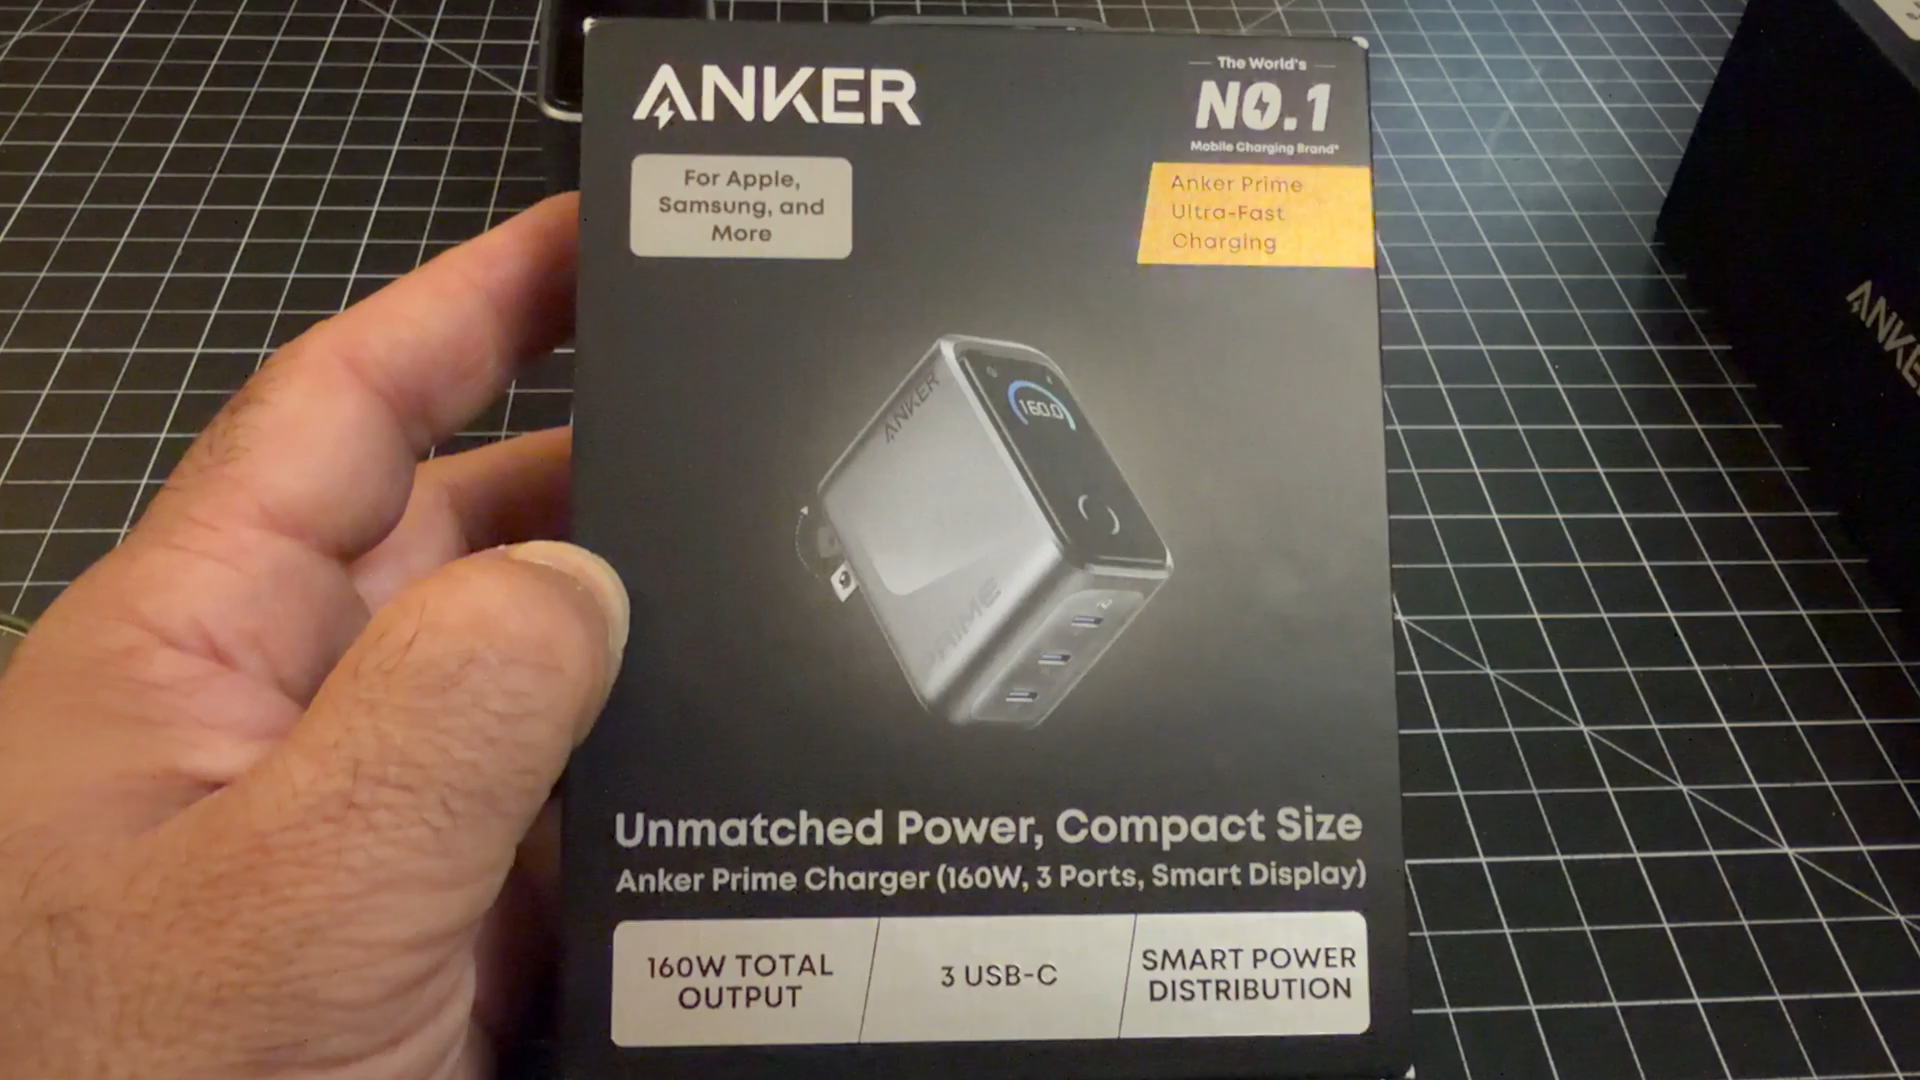 ANKER
The World's
NO.1
Mobile Charging Brand*
For Apple,
Samsung, and
More
Anker Prime
Ultra-Fast
Charging
ANKER
160.0
PRIME
Unmatched Power, Compact Size
Anker Prime Charger (160W, 3 Ports, Smart Display)
160W TOTAL
OUTPUT
3 USB-C
SMART POWER
DISTRIBUTION
ANKE